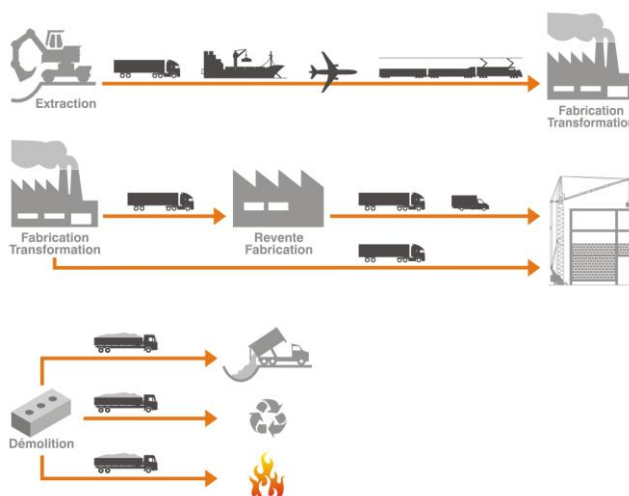 Extraction
Fabrication
Transformation
Fabrication
Transformation
Revente
Fabrication
Démolition